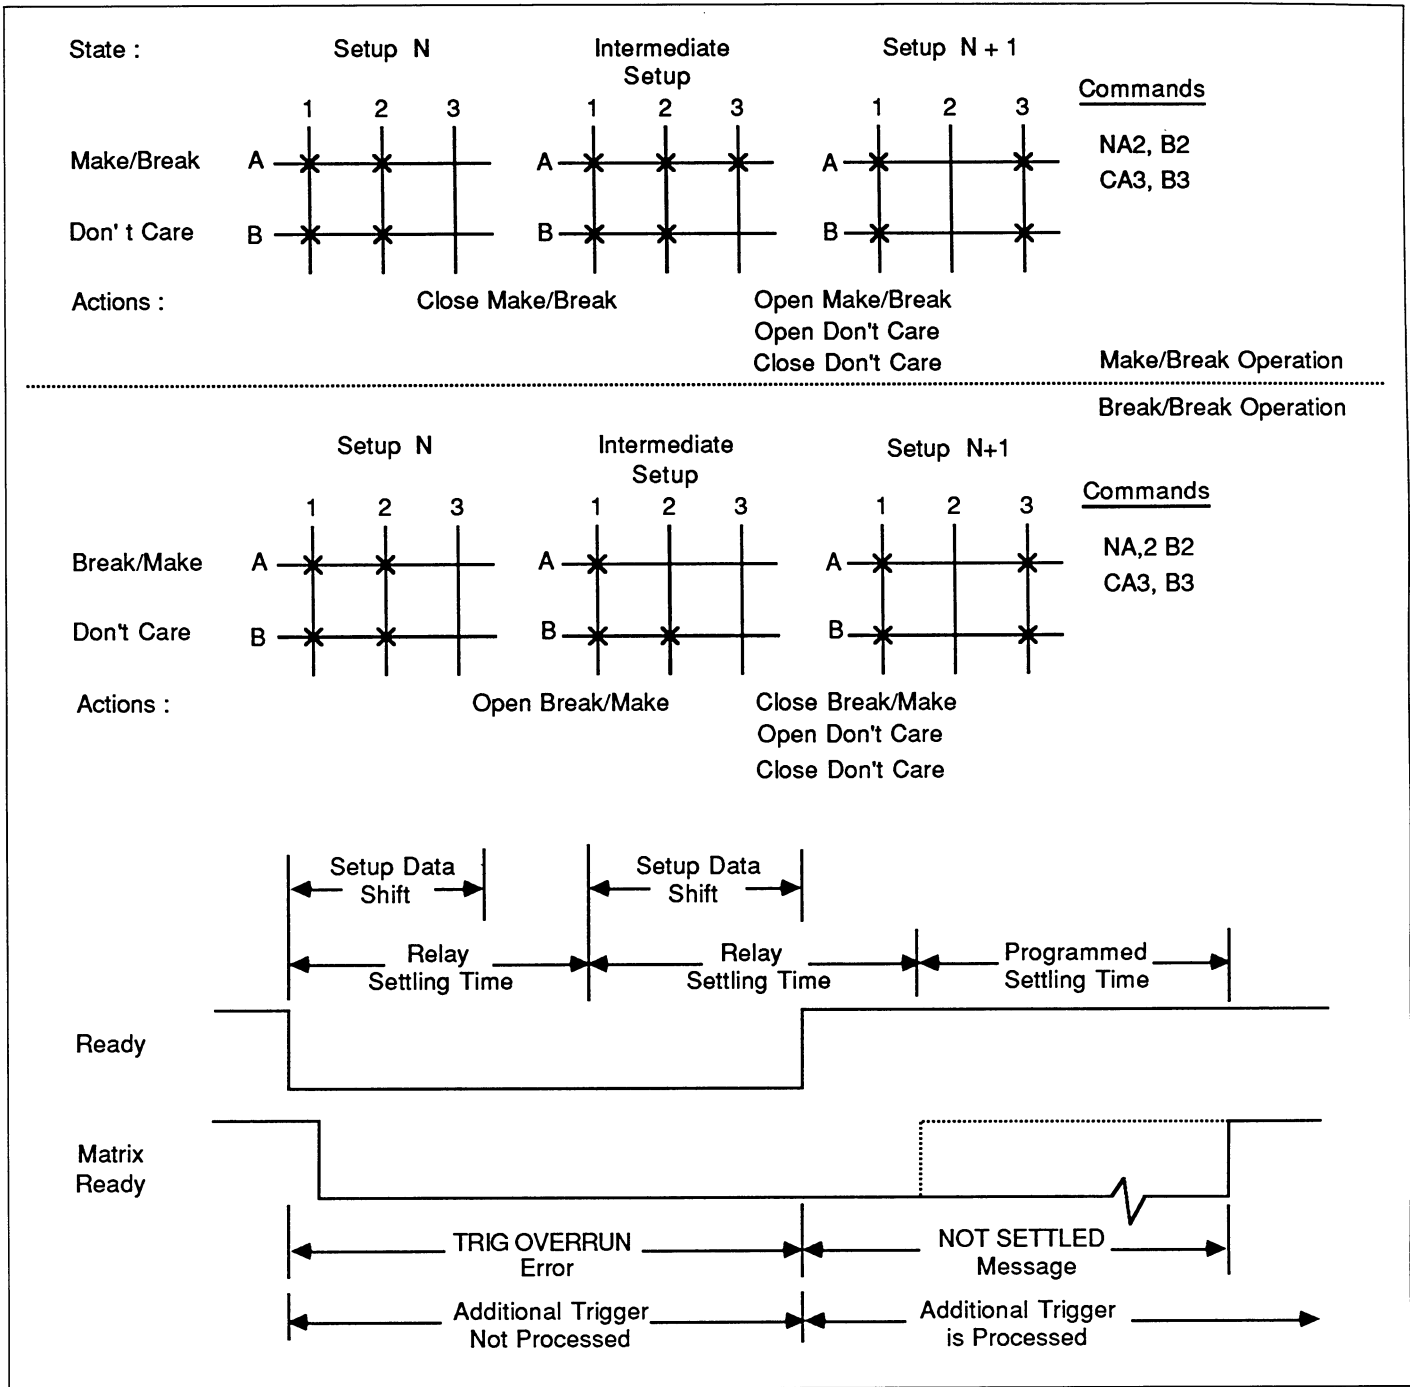 State : Setup N Intermediate Setup N + 1
Setup
Commands
1 2 3 1 2 3 1 2 3
Make/Break A A A NA2, B2
CA3, B3
Don' t Care B B B
Actions : Close Make/Break Open Make/Break
Open Don't Care
Close Don't Care Make/Break Operation
Break/Break Operation
Setup N Intermediate Setup N+1
Setup
Commands
1 2 3 1 2 3 1 2 3
Break/Make A A A NA,2 B2
CA3, B3
Don't Care B B B
Actions : Open Break/Make Close Break/Make
Open Don't Care
Close Don't Care
Setup Data Setup Data
Shift Shift
Relay Relay Programmed
Settling Time Settling Time Settling Time
Ready
Matrix
Ready
TRIG OVERRUN NOT SETTLED
Error Message
Additional Trigger Additional Trigger
Not Processed is Processed